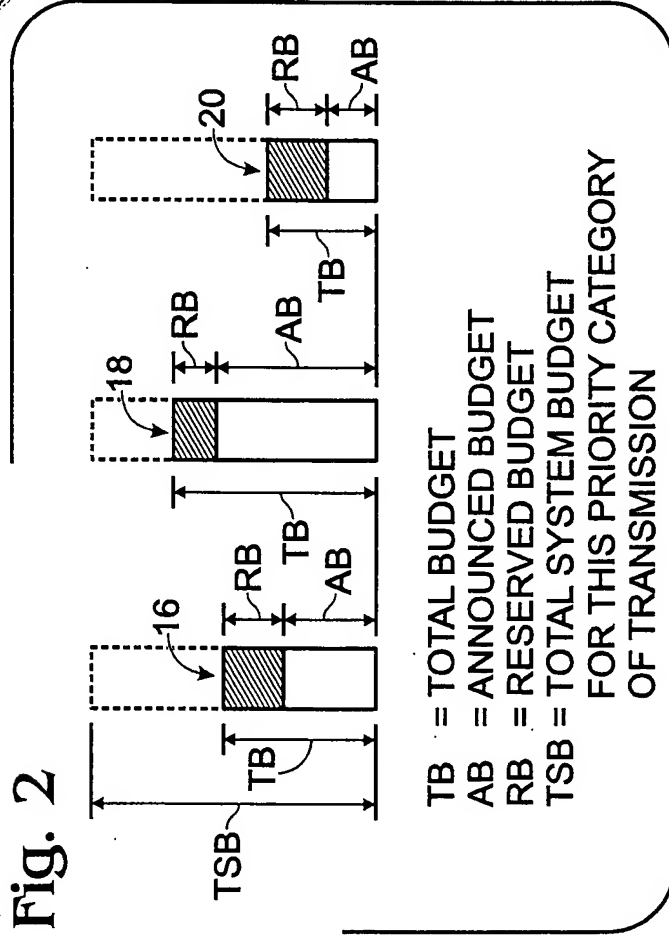 Fig. 2
TSB
TB
16
RB
AB
TB
18
RB
AB
TB
20
RB
AB
TB = TOTAL BUDGET
AB = ANNOUNCED BUDGET
RB = RESERVED BUDGET
TSB = TOTAL SYSTEM BUDGET
FOR THIS PRIORITY CATEGORY
OF TRANSMISSION